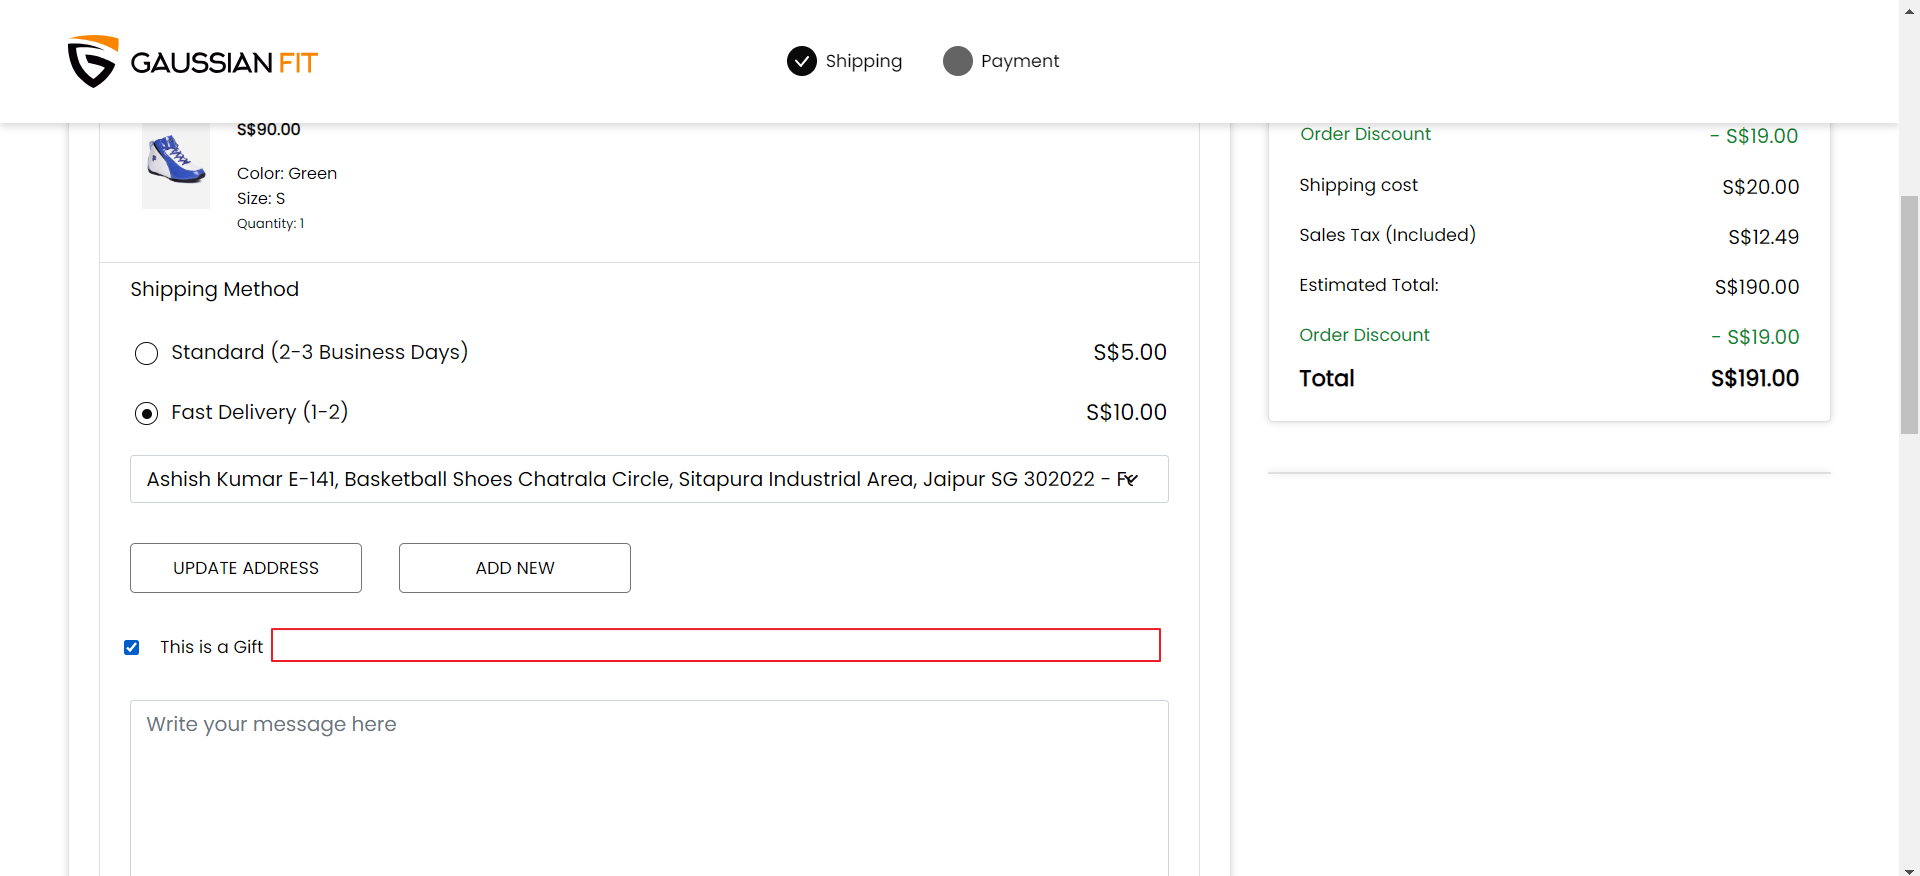 GAUSSIAN FIT
Shipping
Payment
S$90.00
Color: Green
Size: S
Quantity: 1
Shipping Method
Standard (2-3 Business Days) S$5.00
Fast Delivery (1-2) S$10.00
Ashish Kumar E-141, Basketball Shoes Chatrala Circle, Sitapura Industrial Area, Jaipur SG 302022 -
UPDATE ADDRESS
ADD NEW
This is a Gift
Write your message here
Order Discount - S$19.00
Shipping cost S$20.00
Sales Tax (Included) S$12.49
Estimated Total: S$190.00
Order Discount - S$19.00
Total S$191.00